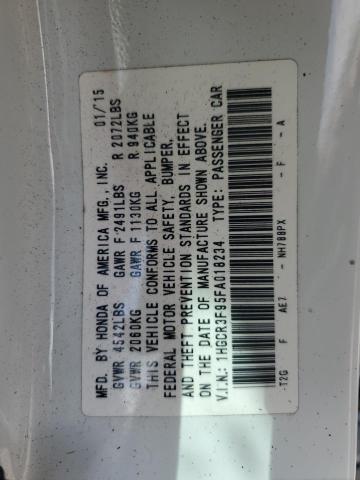 MFD. BY HONDA OF AMERICA MFG., INC. 01/'15
GVWR 4542LBS GAWR F 2491LBS R 2072LBS
GVWR 2060KG GAWR F 1130KG R 940KG
THIS VEHICLE CONFORMS TO ALL APPLICABLE
FEDERAL MOTOR VEHICLE SAFETY, BUMPER,
AND THEFT PREVENTION STANDARDS IN EFFECT
ON THE DATE OF MANUFACTURE SHOWN ABOVE.
V.I.N.: 1HGCR3F95FA018234 TYPE: PASSENGER CAR
-T2G F AE7 - NH788PX - F - A